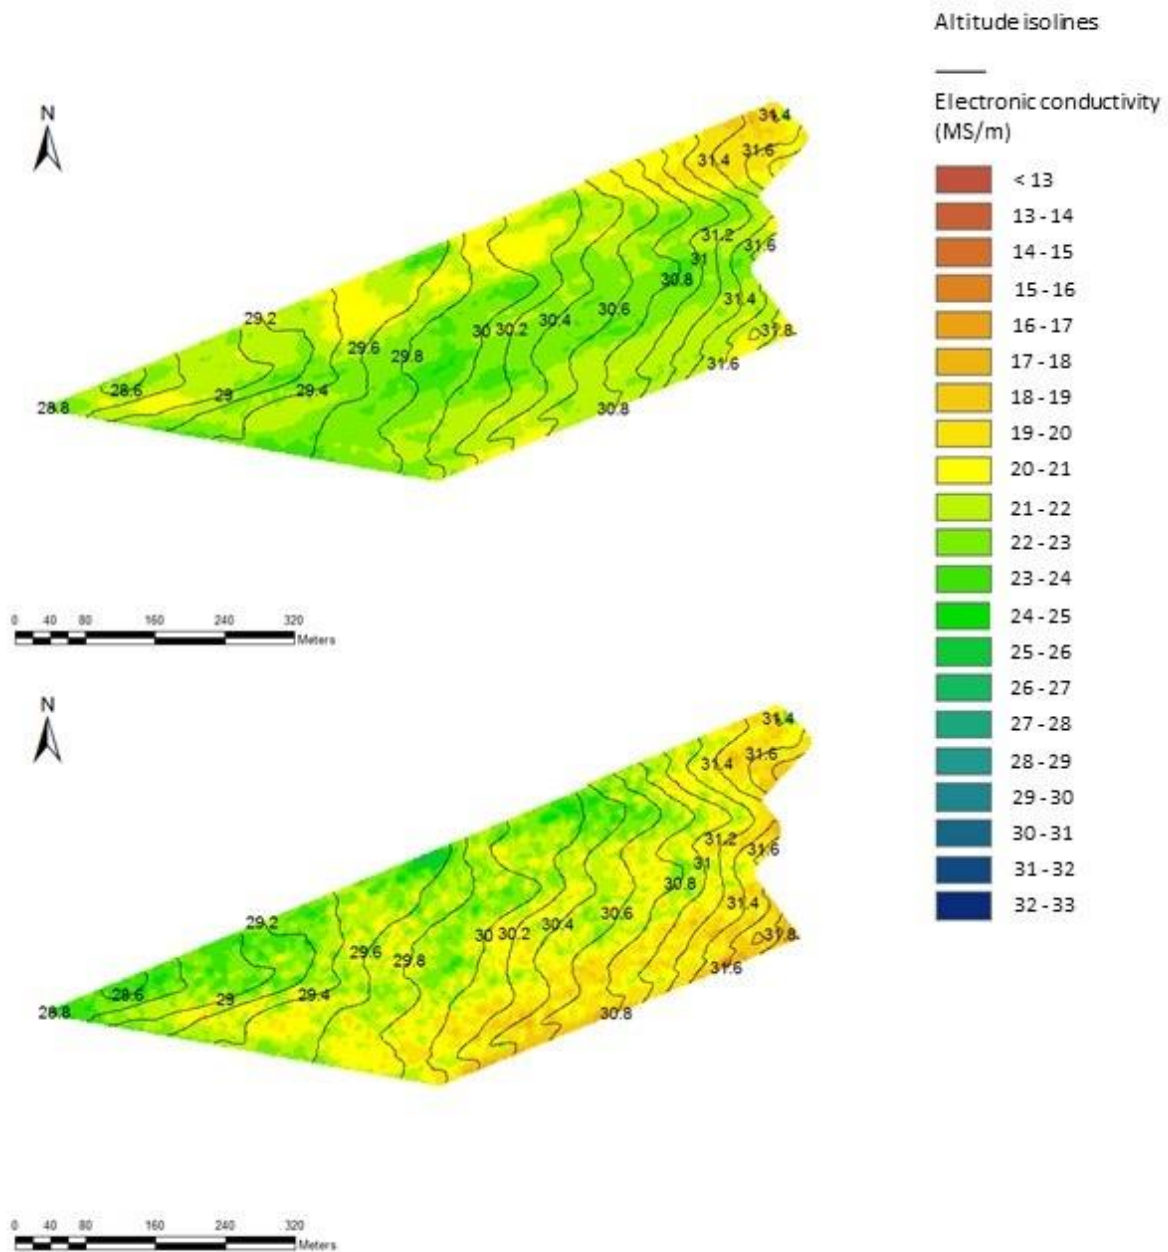 Altitude isolines
Electronic conductivity
(MS/m)
< 13
13 - 14
14 - 15
15 - 16
16 - 17
17 - 18
18 - 19
19 - 20
20 - 21
21 - 22
22 - 23
23 - 24
24 - 25
25 - 26
26 - 27
27 - 28
28 - 29
29 - 30
30 - 31
31 - 32
32 - 33
N
31.4
31.4 31.6
31.2 31.6
31
30.8
31.4
30.6
29.2
30 30.2 30.4
31.8
29.6 29.8
31.6
28.6 29 29.4
28.8
30.8
0 40 80 160 240 320
Meters
N
31.4
31.4 31.6
31.2 31.6
31
30.8
31.4
30.6
29.2
30 30.2 30.4
31.8
29.6 29.8
31.6
28.6 29 29.4
28.8
30.8
0 40 80 160 240 320
Meters